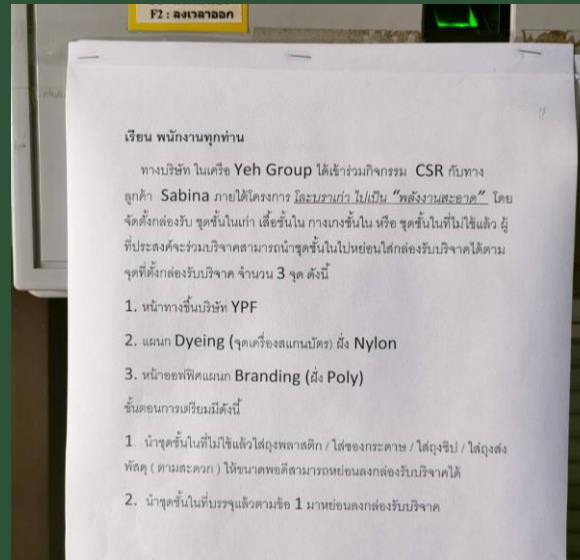 F2 : ลงเวลาออก
เรียน พนักงานทุกท่าน
ทางบริษัท ในเครือ Yeh Group ได้เข้าร่วมกิจกรรม CSR กับทาง
ลูกค้า Sabina ภายใต้โครงการ โละบราเก่า ไปเป็น "พลังงานสะอาด" โดย
จัดตั้งกล่องรับ ชุดชั้นในเก่า เสื้อชั้นใน กางเกงชั้นใน หรือ ชุดชั้นในที่ไม่ใช้แล้ว ผู้
ที่ประสงค์จะร่วมบริจาคสามารถนำชุดชั้นในไปหย่อนใส่กล่องรับบริจาคได้ตาม
จุดที่ตั้งกล่องรับบริจาค จำนวน 3 จุด ดังนี้
1. หน้าทางขึ้นบริษัท YPF
2. แผนก Dyeing (จุดเครื่องสแกนบัตร) ฝั่ง Nylon
3. หน้าออฟฟิศแผนก Branding (ฝั่ง Poly)
ขั้นตอนการเตรียมมีดังนี้
1. นำชุดชั้นในที่ไม่ใช้แล้วใส่ถุงพลาสติก / ใส่ซองกระดาษ / ใส่ถุงซิป / ใส่ถุงส่ง
พัสดุ ( ตามสะดวก ) ให้ขนาดพอดีสามารถหย่อนลงกล่องรับบริจาคได้
2. นำชุดชั้นในที่บรรจุแล้วตามข้อ 1 มาหย่อนลงกล่องรับบริจาค